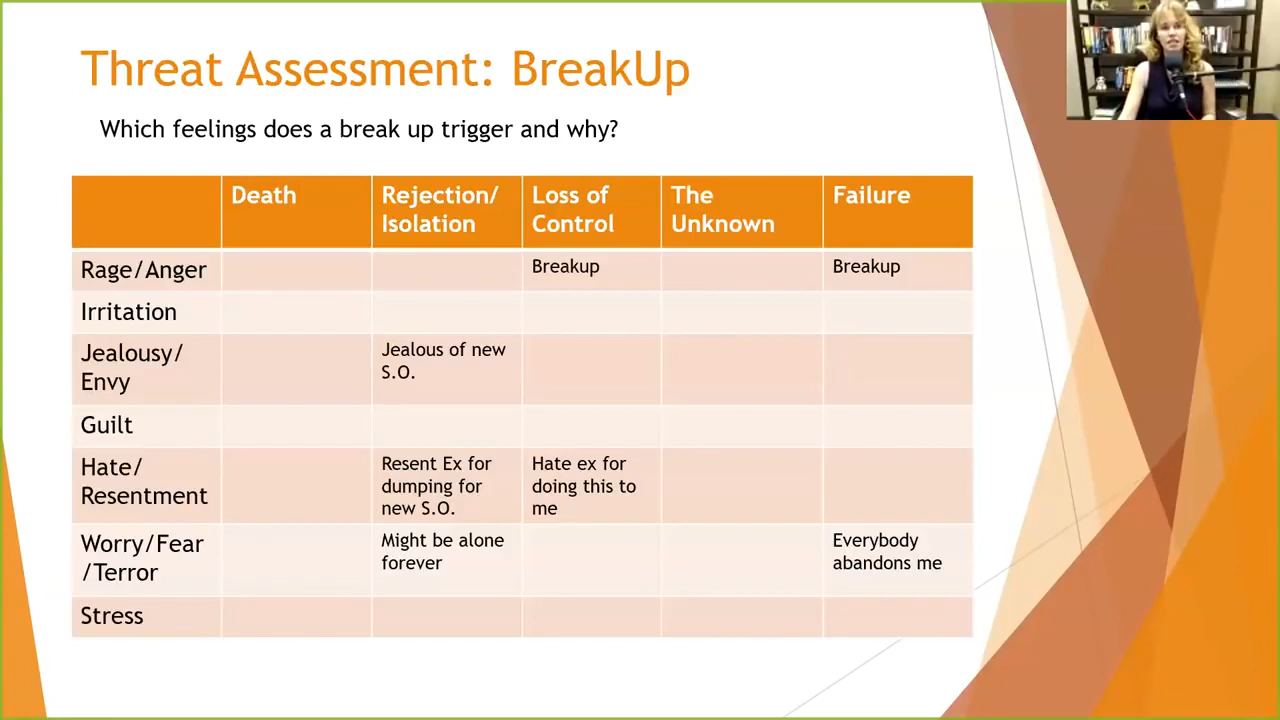 Threat Assessment: BreakUp
Which feelings does a break up trigger and why?
Death
Rejection/
Isolation
Loss of
Control
The
Unknown
Failure
Rage/Anger
Breakup
Breakup
Irritation
Jealousy/
Envy
Jealous of new
S.O.
Guilt
Hate/
Resentment
Resent Ex for
dumping for
new S.O.
Hate ex for
doing this to
me
Worry/Fear
/Terror
Might be alone
forever
Everybody
abandons me
Stress